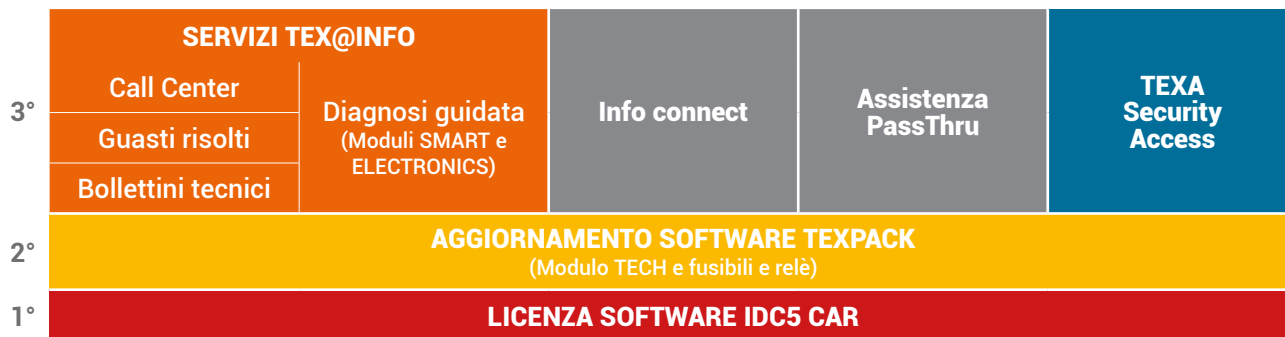 3°
SERVIZI TEX@INFO
Call Center
Guasti risolti
Bollettini tecnici
Diagnosi guidata
(Moduli SMART e
ELECTRONICS)
Info connect
Assistenza
PassThru
TEXA
Security
Access
2°
AGGIORNAMENTO SOFTWARE TEXPACK
(Modulo TECH e fusibili e relè)
1°
LICENZA SOFTWARE IDC5 CAR